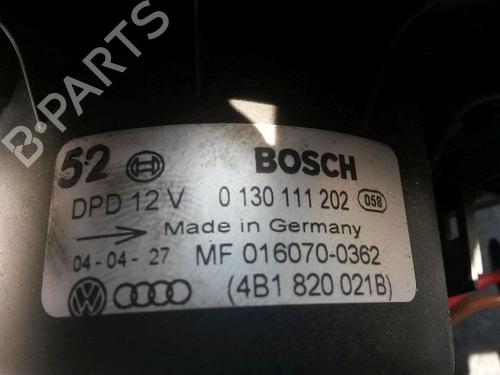 B-PARTS
52 BOSCH
DPD 12 V 0 130 111 202 058
Made in Germany
04-04-27 MF 016070-0362
(4B1 820 021B)